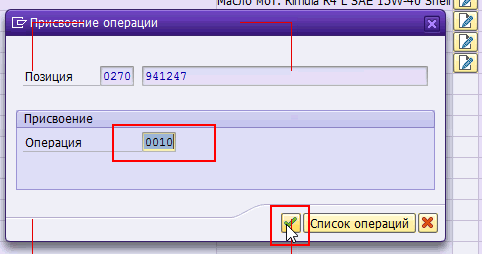 Масло мот. Rimula R4 L SAE 15W-40 Shell
Присвоение операции
Позиция 0270 941247
Присвоение
Операция 0010
Список операций